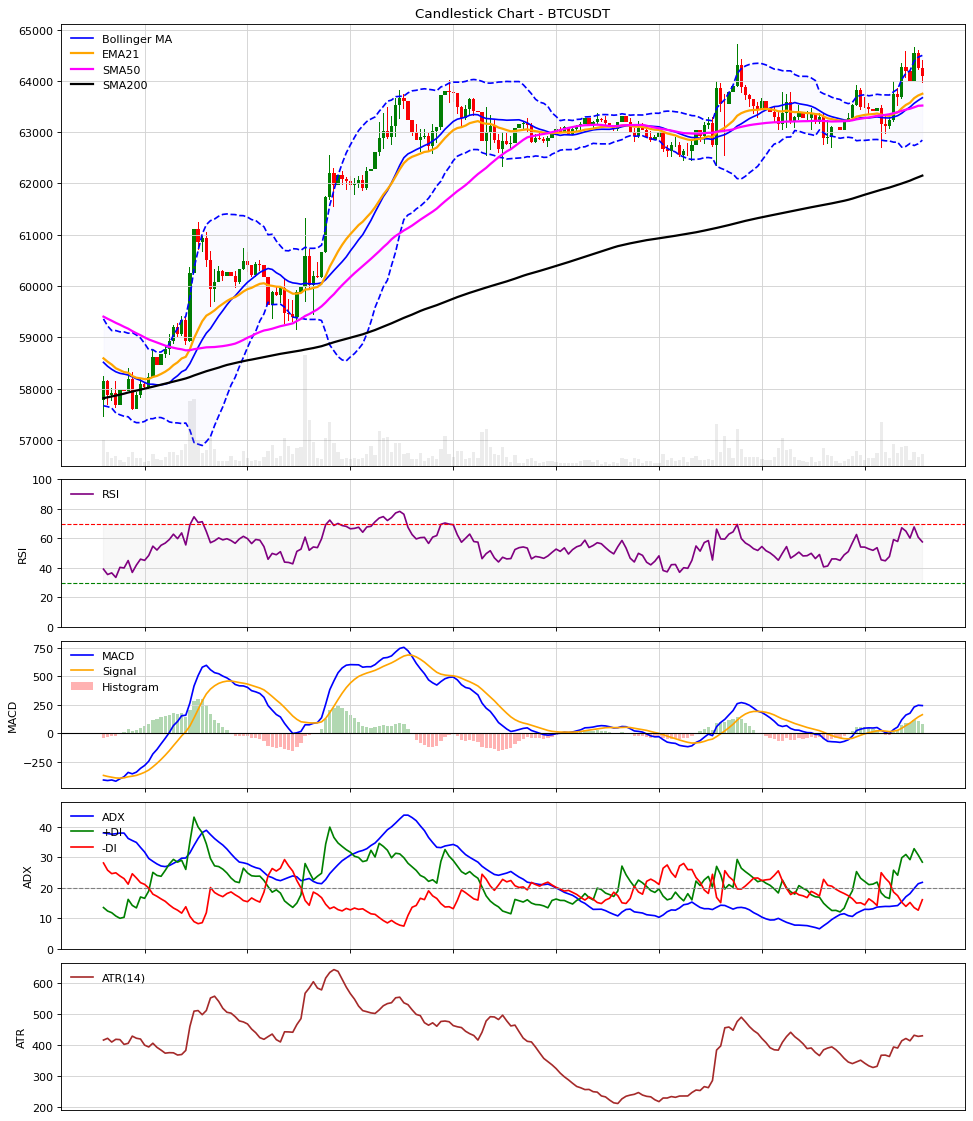 Candlestick Chart - BTCUSDT
65000
64000
63000
62000
61000
60000
59000
58000
57000
Bollinger MA
EMA21
SMA50
SMA200
100
80
60
40
20
0
RSI
RSI
750
500
250
0
−250
MACD
MACD
Signal
Histogram
40
30
20
10
0
ADX
ADX
+DI
-DI
600
500
400
300
200
ATR
ATR(14)